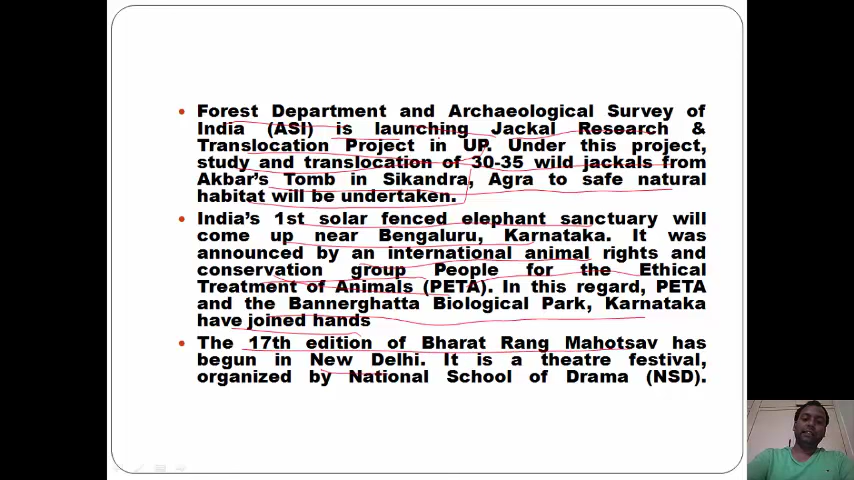 Forest Department and Archaeological Survey of
India (ASI) is launching Jackal Research &
Translocation Project in UP. Under this project,
study and translocation of 30-35 wild jackals from
Akbar's Tomb in Sikandra, Agra to safe natural
habitat will be undertaken.
India's 1st solar fenced elephant sanctuary will
come up near Bengaluru, Karnataka. It was
announced by an international animal rights and
conservation group People for the Ethical
Treatment of Animals (PETA). In this regard, PETA
and the Bannerghatta Biological Park, Karnataka
have joined hands
The 17th edition of Bharat Rang Mahotsav has
begun in New Delhi. It is a theatre festival,
organized by National School of Drama (NSD).